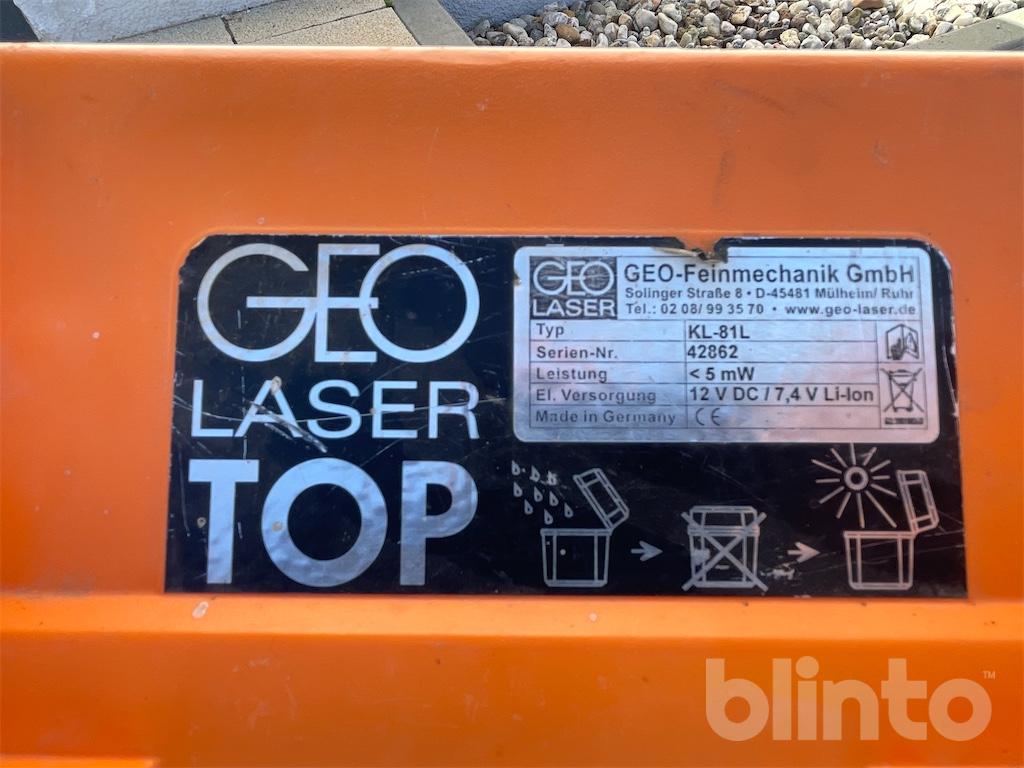 GEO
LASER
TOP
GEO
LASER
GEO-Feinmechanik GmbH
Solinger Straße 8 • D-45481 Mülheim/ Ruhr
Tel.: 02 08/ 99 35 70 • www.geo-laser.de
Typ KL-81L
Serien-Nr. 42862
Leistung < 5 mW
El. Versorgung 12 V DC / 7,4 V Li-Ion
Made in Germany CE
blinto™